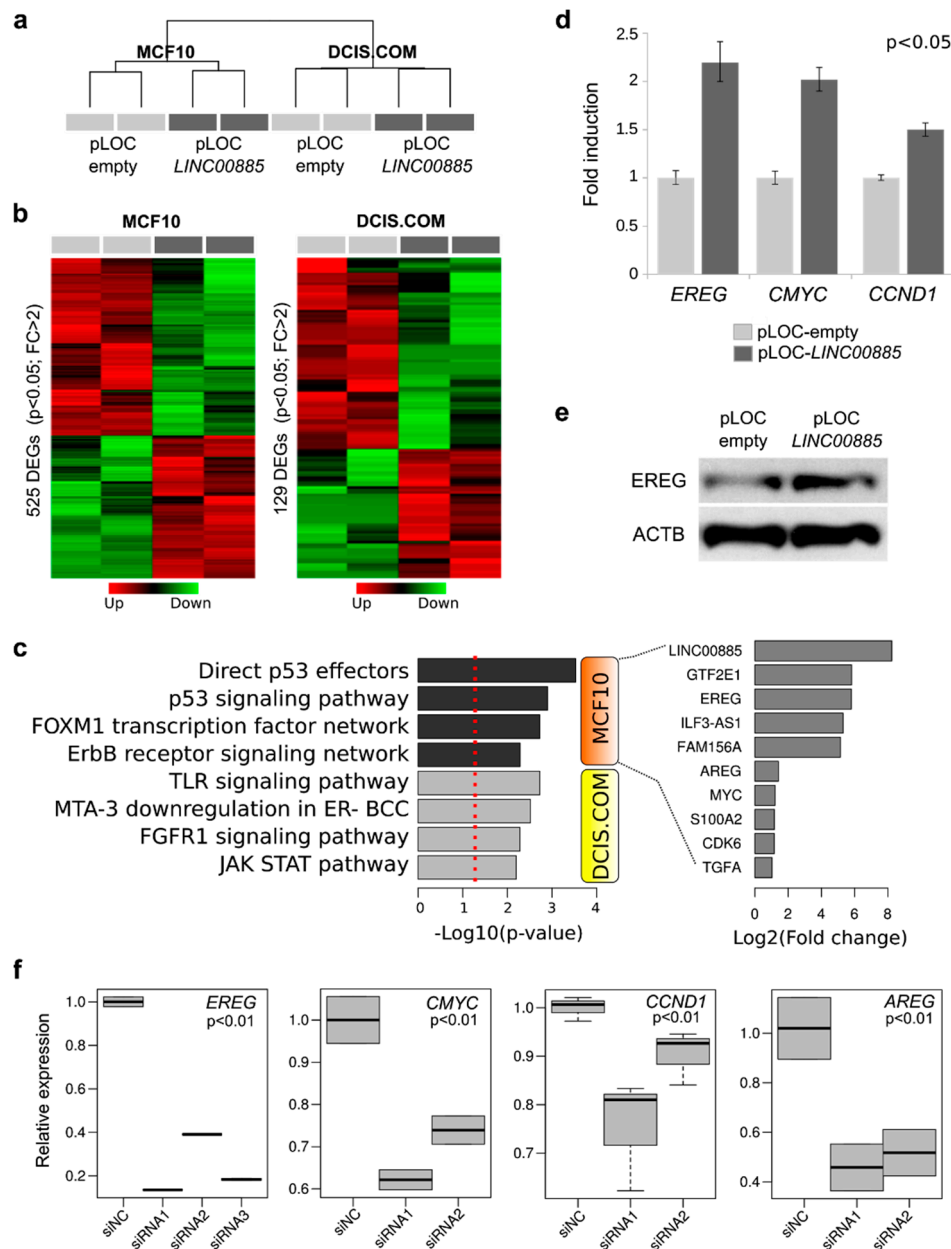 a
MCF10
DCIS.COM
pLOC
empty
pLOC
LINC00885
pLOC
empty
pLOC
LINC00885
b
MCF10
DCIS.COM
525 DEGs (p<0.05; FC>2)
129 DEGs (p<0.05; FC>2)
Up
Down
Up
Down
c
Direct p53 effectors
p53 signaling pathway
FOXM1 transcription factor network
ErbB receptor signaling network
TLR signaling pathway
MTA-3 downregulation in ER- BCC
FGFR1 signaling pathway
JAK STAT pathway
0
1
2
3
4
-Log10(p-value)
MCF10
DCIS.COM
LINC00885
GTF2E1
EREG
ILF3-AS1
FAM156A
AREG
MYC
S100A2
CDK6
TGFA
0
2
4
6
8
Log2(Fold change)
d
p<0.05
Fold induction
2.5
2
1.5
1
0.5
0
EREG
CMYC
CCND1
pLOC-empty
pLOC-LINC00885
e
pLOC
empty
pLOC
LINC00885
EREG
ACTB
f
Relative expression
EREG
p<0.01
1.0
0.8
0.6
0.4
0.2
siNC
siRNA1
siRNA2
siRNA3
CMYC
p<0.01
1.0
0.9
0.8
0.7
0.6
siNC
siRNA1
siRNA2
CCND1
p<0.01
1.0
0.9
0.8
0.7
siNC
siRNA1
siRNA2
AREG
p<0.01
1.0
0.8
0.6
0.4
siNC
siRNA1
siRNA2